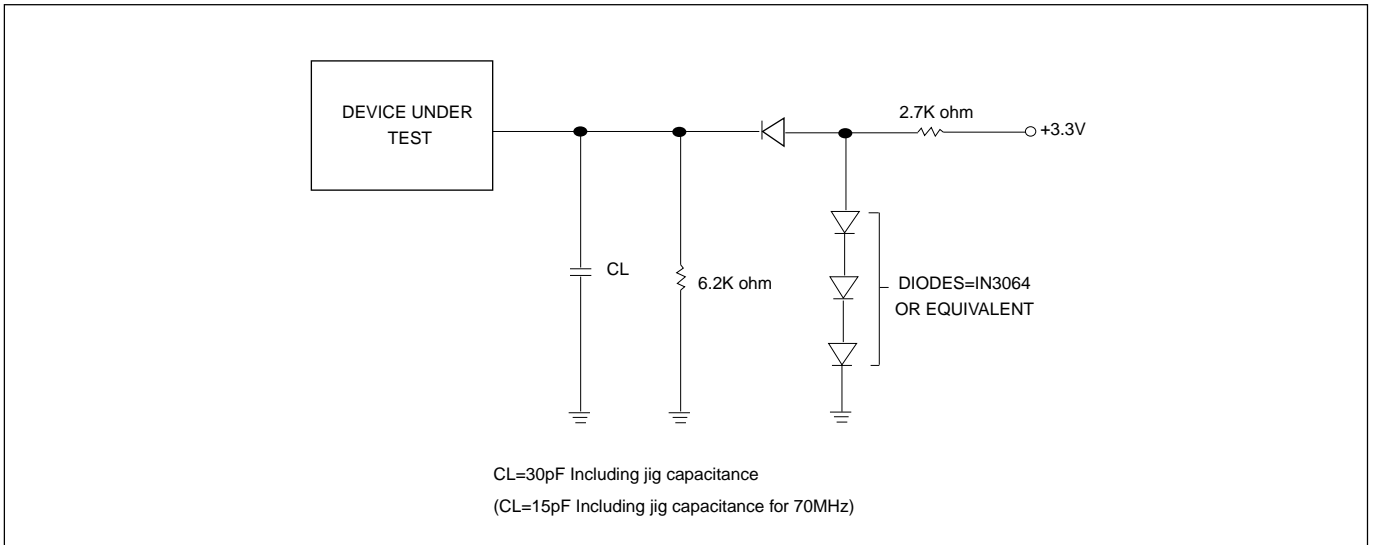 DEVICE UNDER
TEST
2.7K ohm
+3.3V
CL
6.2K ohm
DIODES=IN3064
OR EQUIVALENT
CL=30pF Including jig capacitance
(CL=15pF Including jig capacitance for 70MHz)